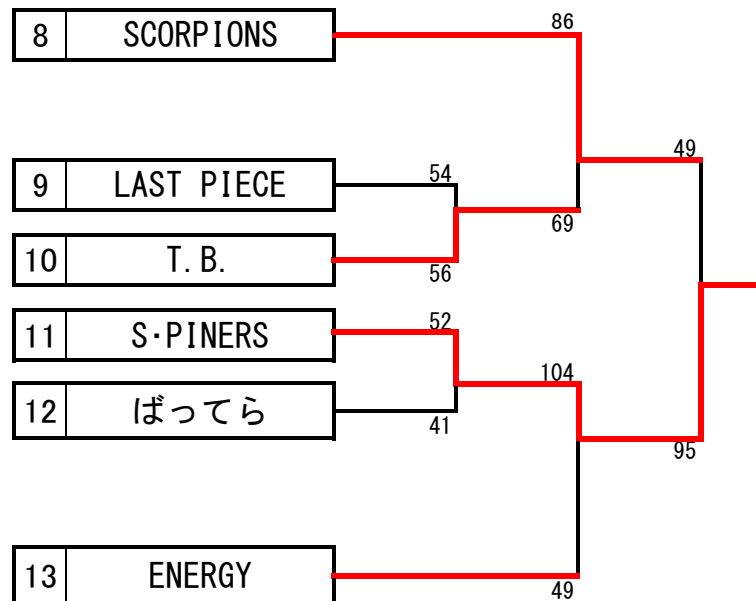 86
8 SCORPIONS
49
54
9 LAST PIECE
69
10 T.B.
56
52
11 S・PINERS
104
12 ばってら
41
95
13 ENERGY
49